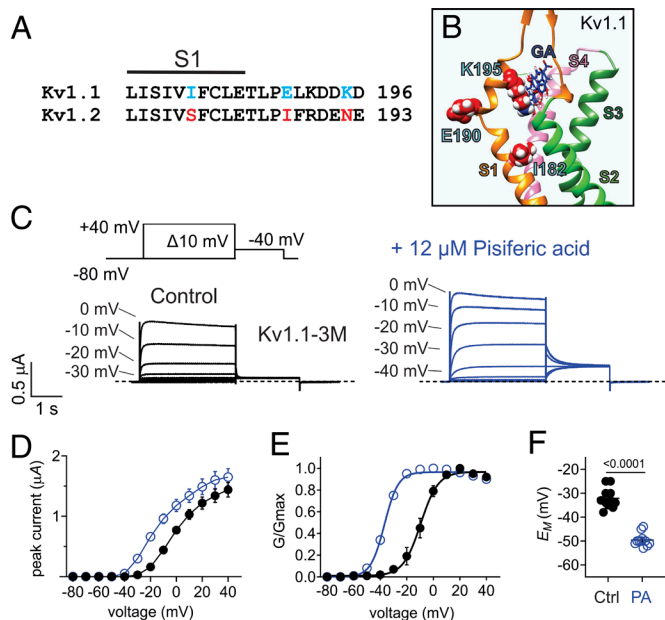 A
S1
Kv1.1 LISIVIFCLETLPELKDDKD 196
Kv1.2 LISIVSFCLETLPIFRDENE 193
B
Kv1.1
GA
S4
K195
S3
E190
I182
S1
S2
C
+40 mV
Δ10 mV
-40 mV
-80 mV
+ 12 µM Pisiferic acid
Control
0 mV
-10 mV
-20 mV
-30 mV
Kv1.1-3M
0.5 µA
1 s
0 mV
-10 mV
-20 mV
-30 mV
-40 mV
D
peak current (µA)
2
1
0
-80 -60 -40 -20 0 20 40
voltage (mV)
E
G/Gmax
1.0
0.8
0.6
0.4
0.2
0.0
-80 -60 -40 -20 0 20 40
voltage (mV)
F
<0.0001
EM (mV)
-20
-30
-40
-50
-60
Ctrl PA